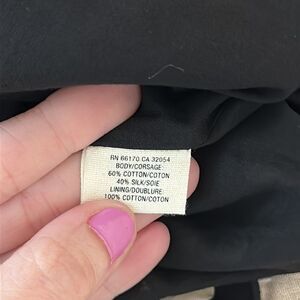 RN 66170 CA 32054
BODY/CORSAGE:
60% COTTON/COTON
40% SILK/SOIE
LINING/DOUBLURE:
100% COTTON/COTON